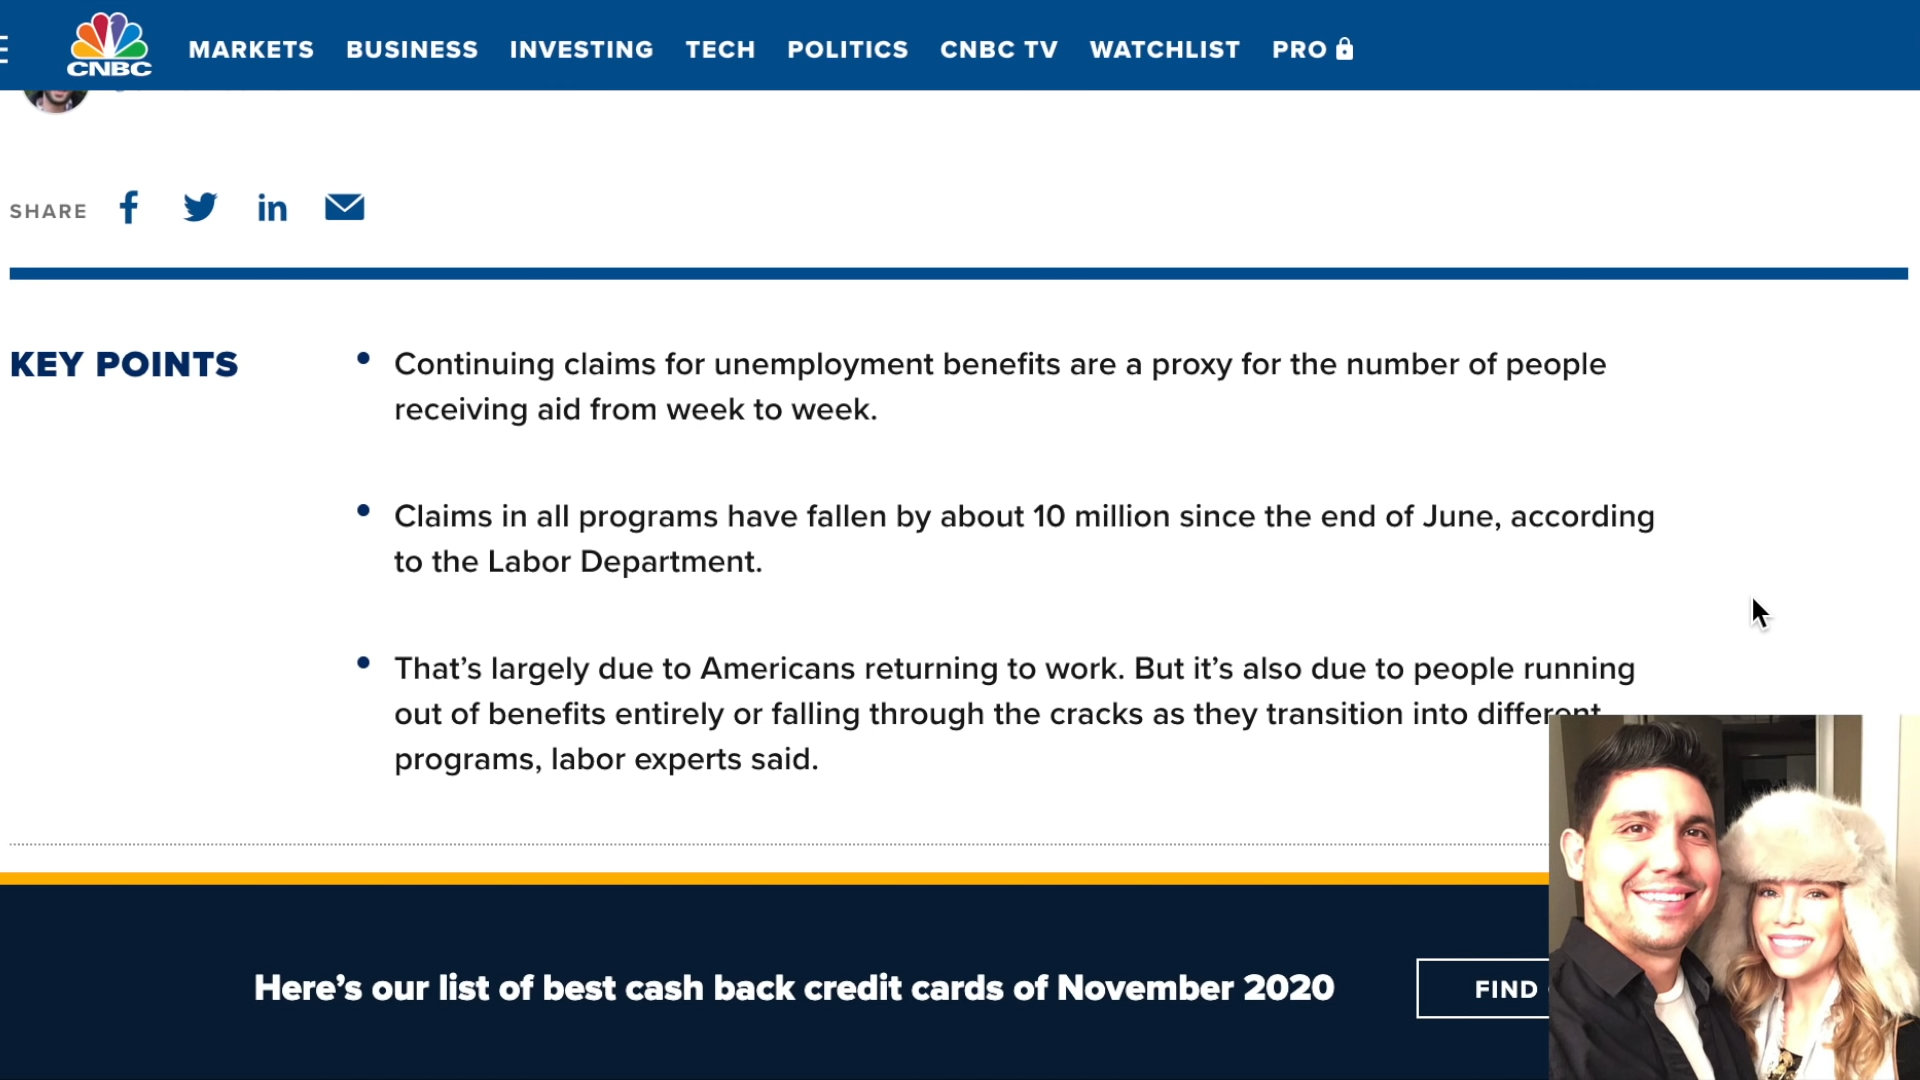 CNBC
MARKETS BUSINESS INVESTING TECH POLITICS CNBC TV WATCHLIST PRO
SHARE
KEY POINTS
Continuing claims for unemployment benefits are a proxy for the number of people
receiving aid from week to week.
Claims in all programs have fallen by about 10 million since the end of June, according
to the Labor Department.
That’s largely due to Americans returning to work. But it’s also due to people running
out of benefits entirely or falling through the cracks as they transition into different
programs, labor experts said.
Here’s our list of best cash back credit cards of November 2020
FIND